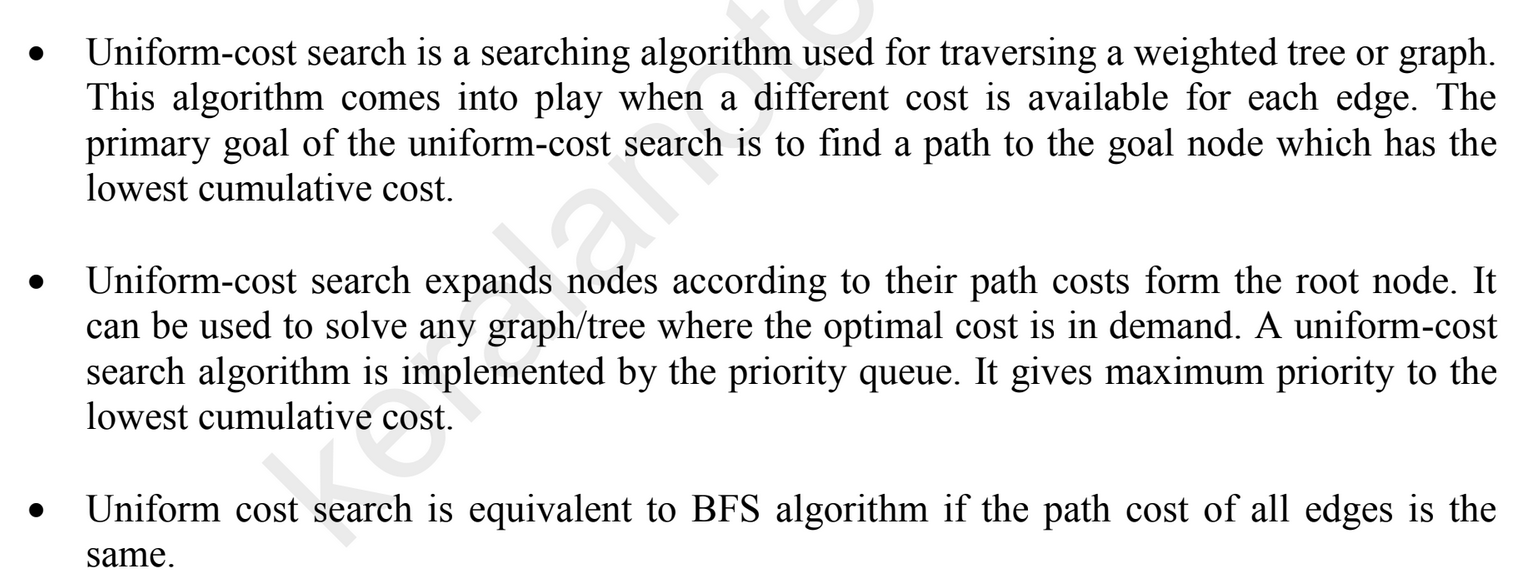 • Uniform-cost search is a searching algorithm used for traversing a weighted tree or graph.
This algorithm comes into play when a different cost is available for each edge. The
primary goal of the uniform-cost search is to find a path to the goal node which has the
lowest cumulative cost.
• Uniform-cost search expands nodes according to their path costs form the root node. It
can be used to solve any graph/tree where the optimal cost is in demand. A uniform-cost
search algorithm is implemented by the priority queue. It gives maximum priority to the
lowest cumulative cost.
• Uniform cost search is equivalent to BFS algorithm if the path cost of all edges is the
same.
keralanote